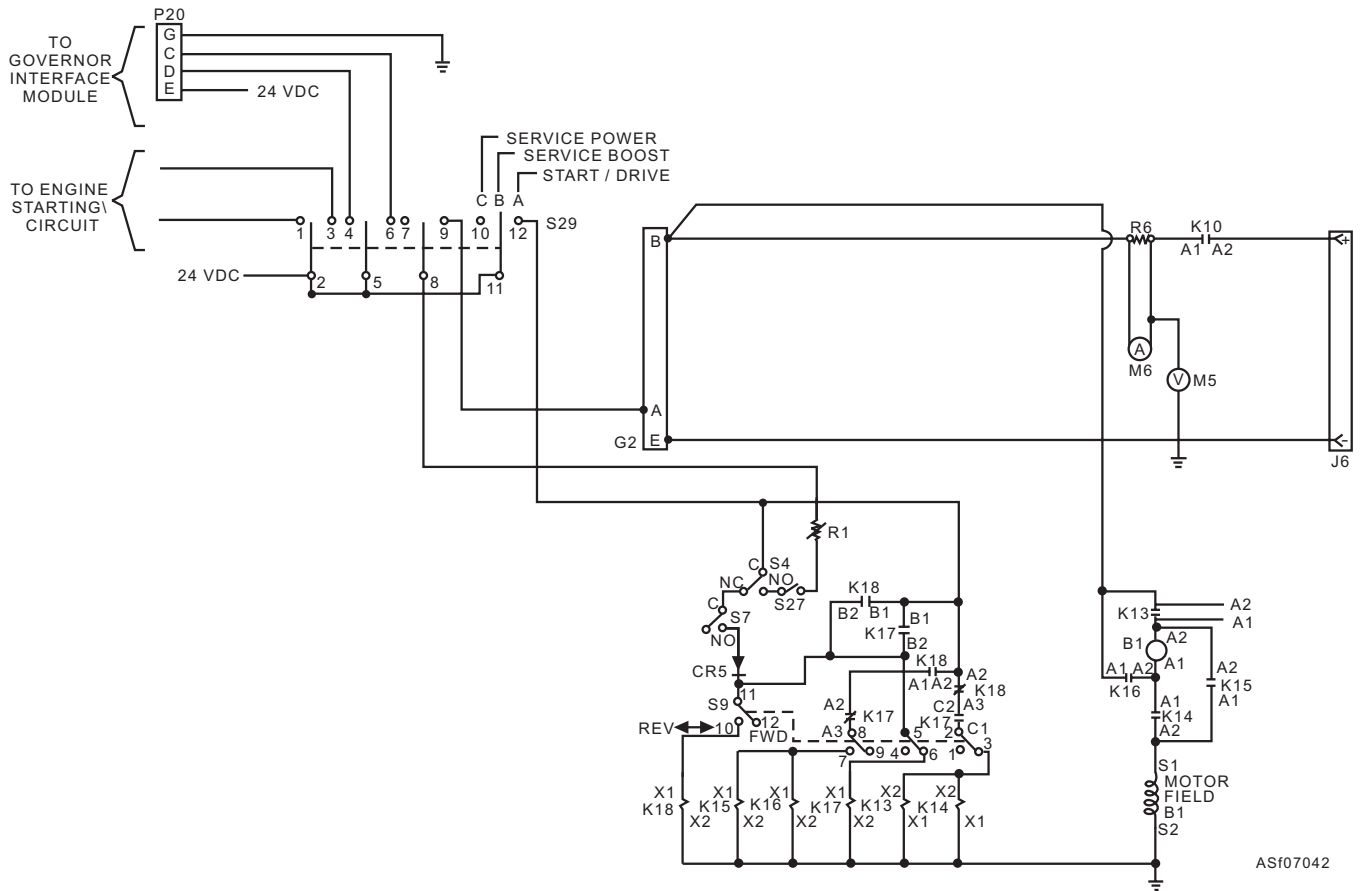 P20
TO
GOVERNOR
INTERFACE
MODULE
G
C
D
E
24 VDC
TO ENGINE
STARTING\
CIRCUIT
SERVICE POWER
SERVICE BOOST
START / DRIVE
C B A
1 3 4 6 7 9 10 12 S29
24 VDC
2 5 8 11
B
A
G2 E
R6
K10
A1 A2
+
A
M6
V M5
-
J6
R1
C S4
NC NO
S27
C
S7
NO
CR5
11
S9
REV 10 12
FWD
K18
B2 B1
B1
K17
B2
K18
A1 A2
A2
K18
A3
A2
K17
A3
C2
K17
C1
8
7 9
5
4 6
2
1 3
X1 K18 X2
X1 K15 X2
X1 K16 X2
X1 K17 X2
X2 K13 X1
X2 K14 X1
K13
A2
A1
B1 A2
A1
A1 A2
K16
A2
K15
A1
A1
K14
A2
S1
MOTOR
FIELD
B1
S2
ASf07042